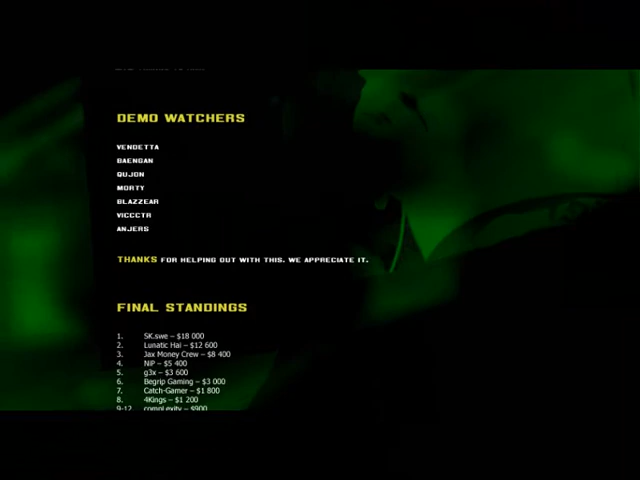 DEMO WATCHERS
VENDETTA
BAENGAN
QUJON
MORTY
BLAZZEAR
VICCCTR
ANJERS
THANKS FOR HELPING OUT WITH THIS. WE APPRECIATE IT.
FINAL STANDINGS
1. SK.swe – $18 000
2. Lunatic Hai – $12 600
3. Jax Money Crew – $8 400
4. NiP – $5 400
5. g3x – $3 600
6. Begrip Gaming – $3 000
7. Catch-Gamer – $1 800
8. 4Kings – $1 200
9-12. compLexity – $900